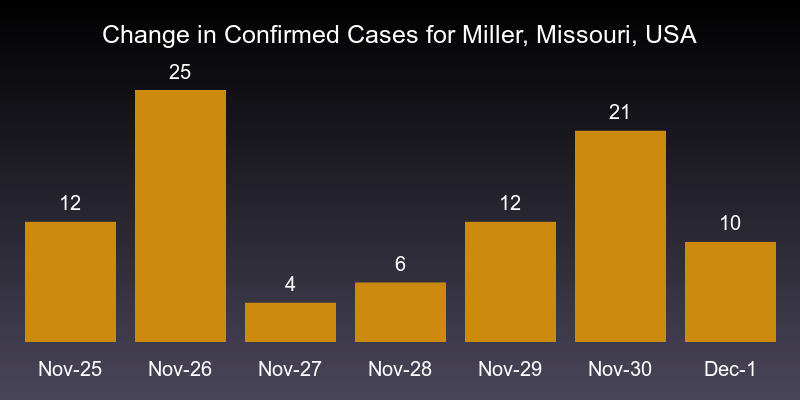 Change in Confirmed Cases for Miller, Missouri, USA
12
25
4
6
12
21
10
Nov-25
Nov-26
Nov-27
Nov-28
Nov-29
Nov-30
Dec-1